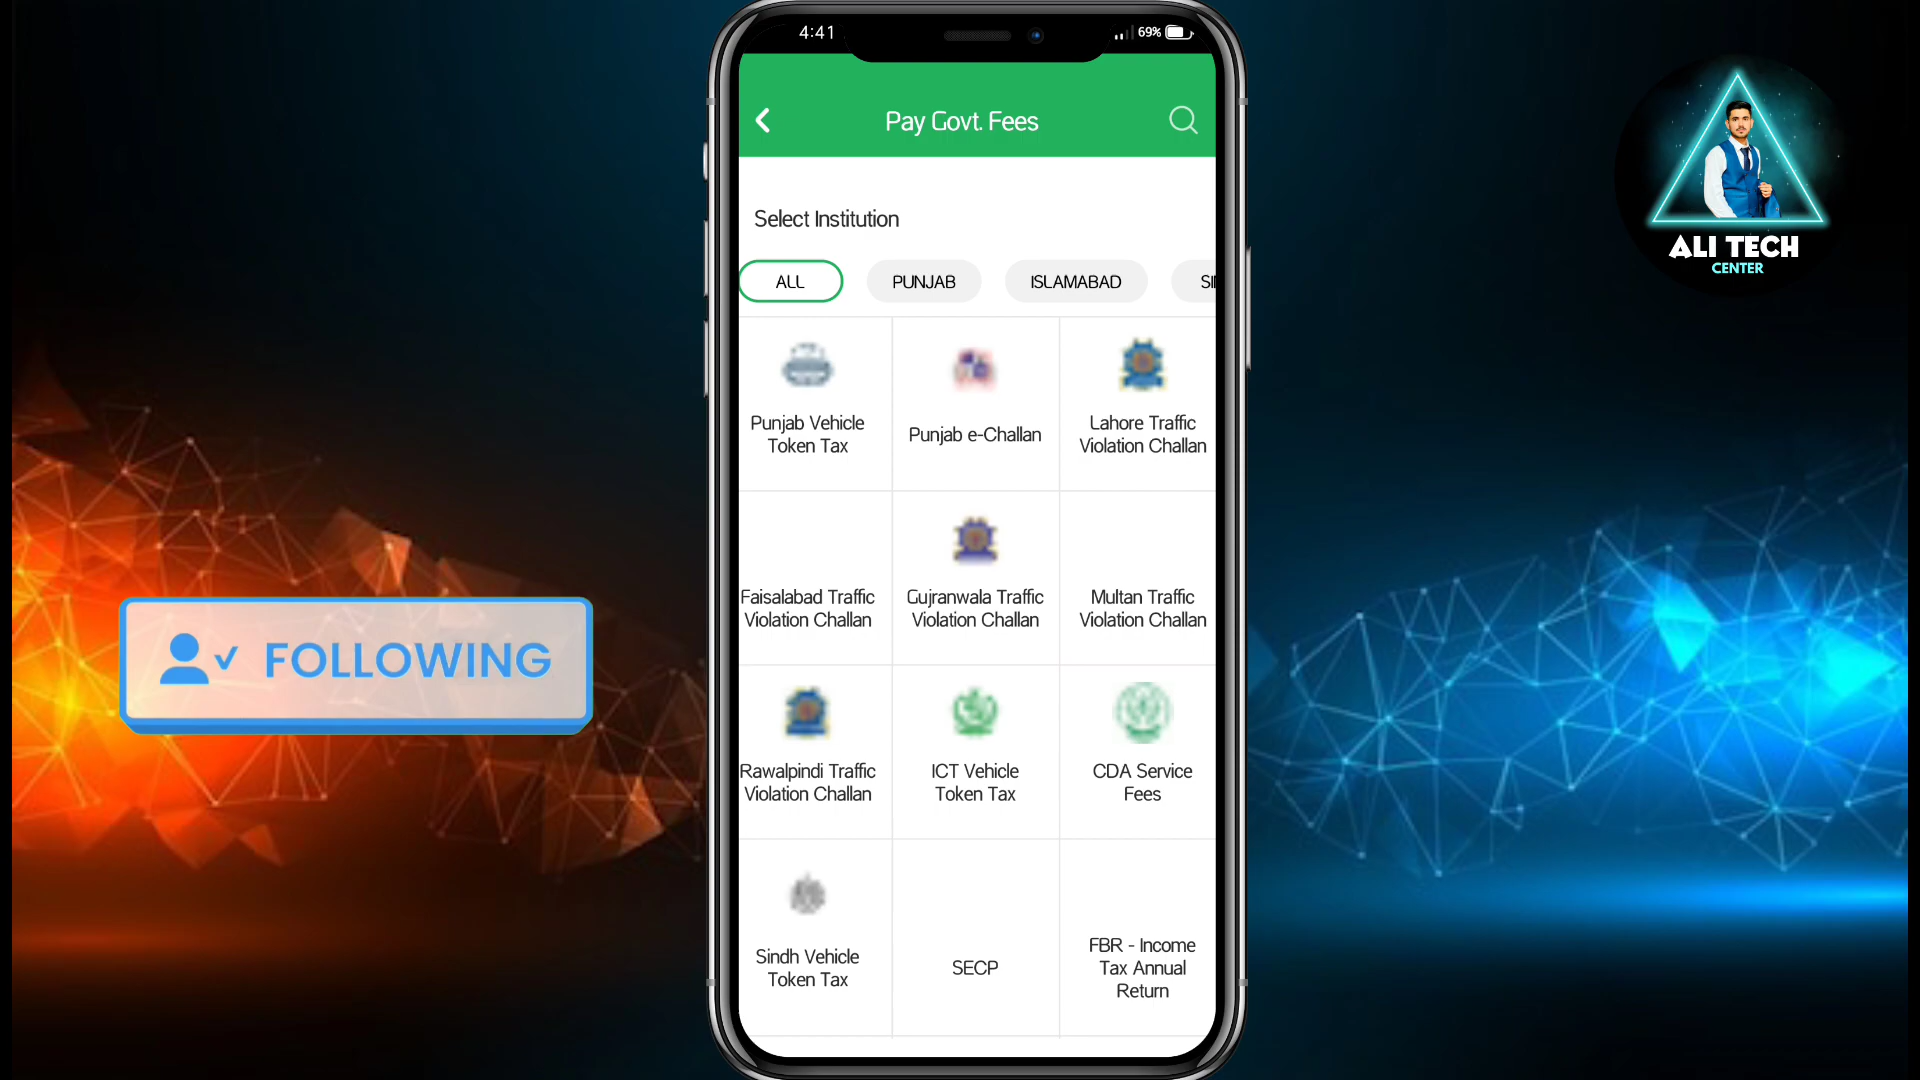 4:41
69%
Pay Govt. Fees
Select Institution
ALL
PUNJAB
ISLAMABAD
Punjab Vehicle
Token Tax
Punjab e-Challan
Lahore Traffic
Violation Challan
Faisalabad Traffic
Violation Challan
Gujranwala Traffic
Violation Challan
Multan Traffic
Violation Challan
Rawalpindi Traffic
Violation Challan
ICT Vehicle
Token Tax
CDA Service
Fees
Sindh Vehicle
Token Tax
SECP
FBR - Income
Tax Annual
Return
FOLLOWING
ALI TECH
CENTER